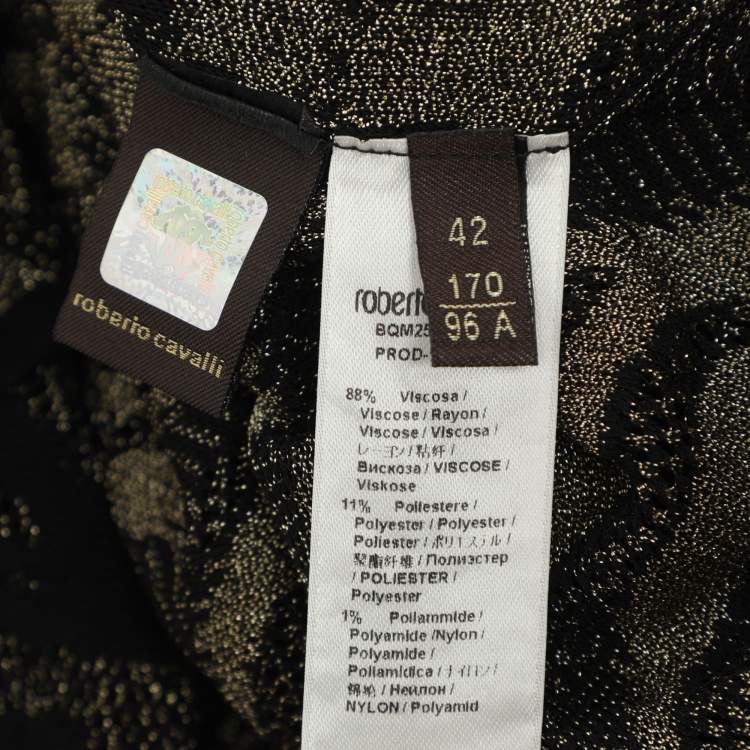 roberto cavalli
42
170
96 A
roberto
BQM25
PROD-
88% Viscosa /
Viscose / Rayon /
Viscose / Viscosa /
レーヨン / 粘纤 /
Вискоза / VISCOSE /
Viskose
11% Poliestere /
Polyester / Polyester /
Poliester / ポリエステル /
聚酯纤维 / Полиэстер
/ POLIESTER /
Polyester
1% Poliammide /
Polyamide /Nylon /
Polyamide /
Poliamidica / ナイロン /
锦纶 / Нейлон /
NYLON / Polyamid